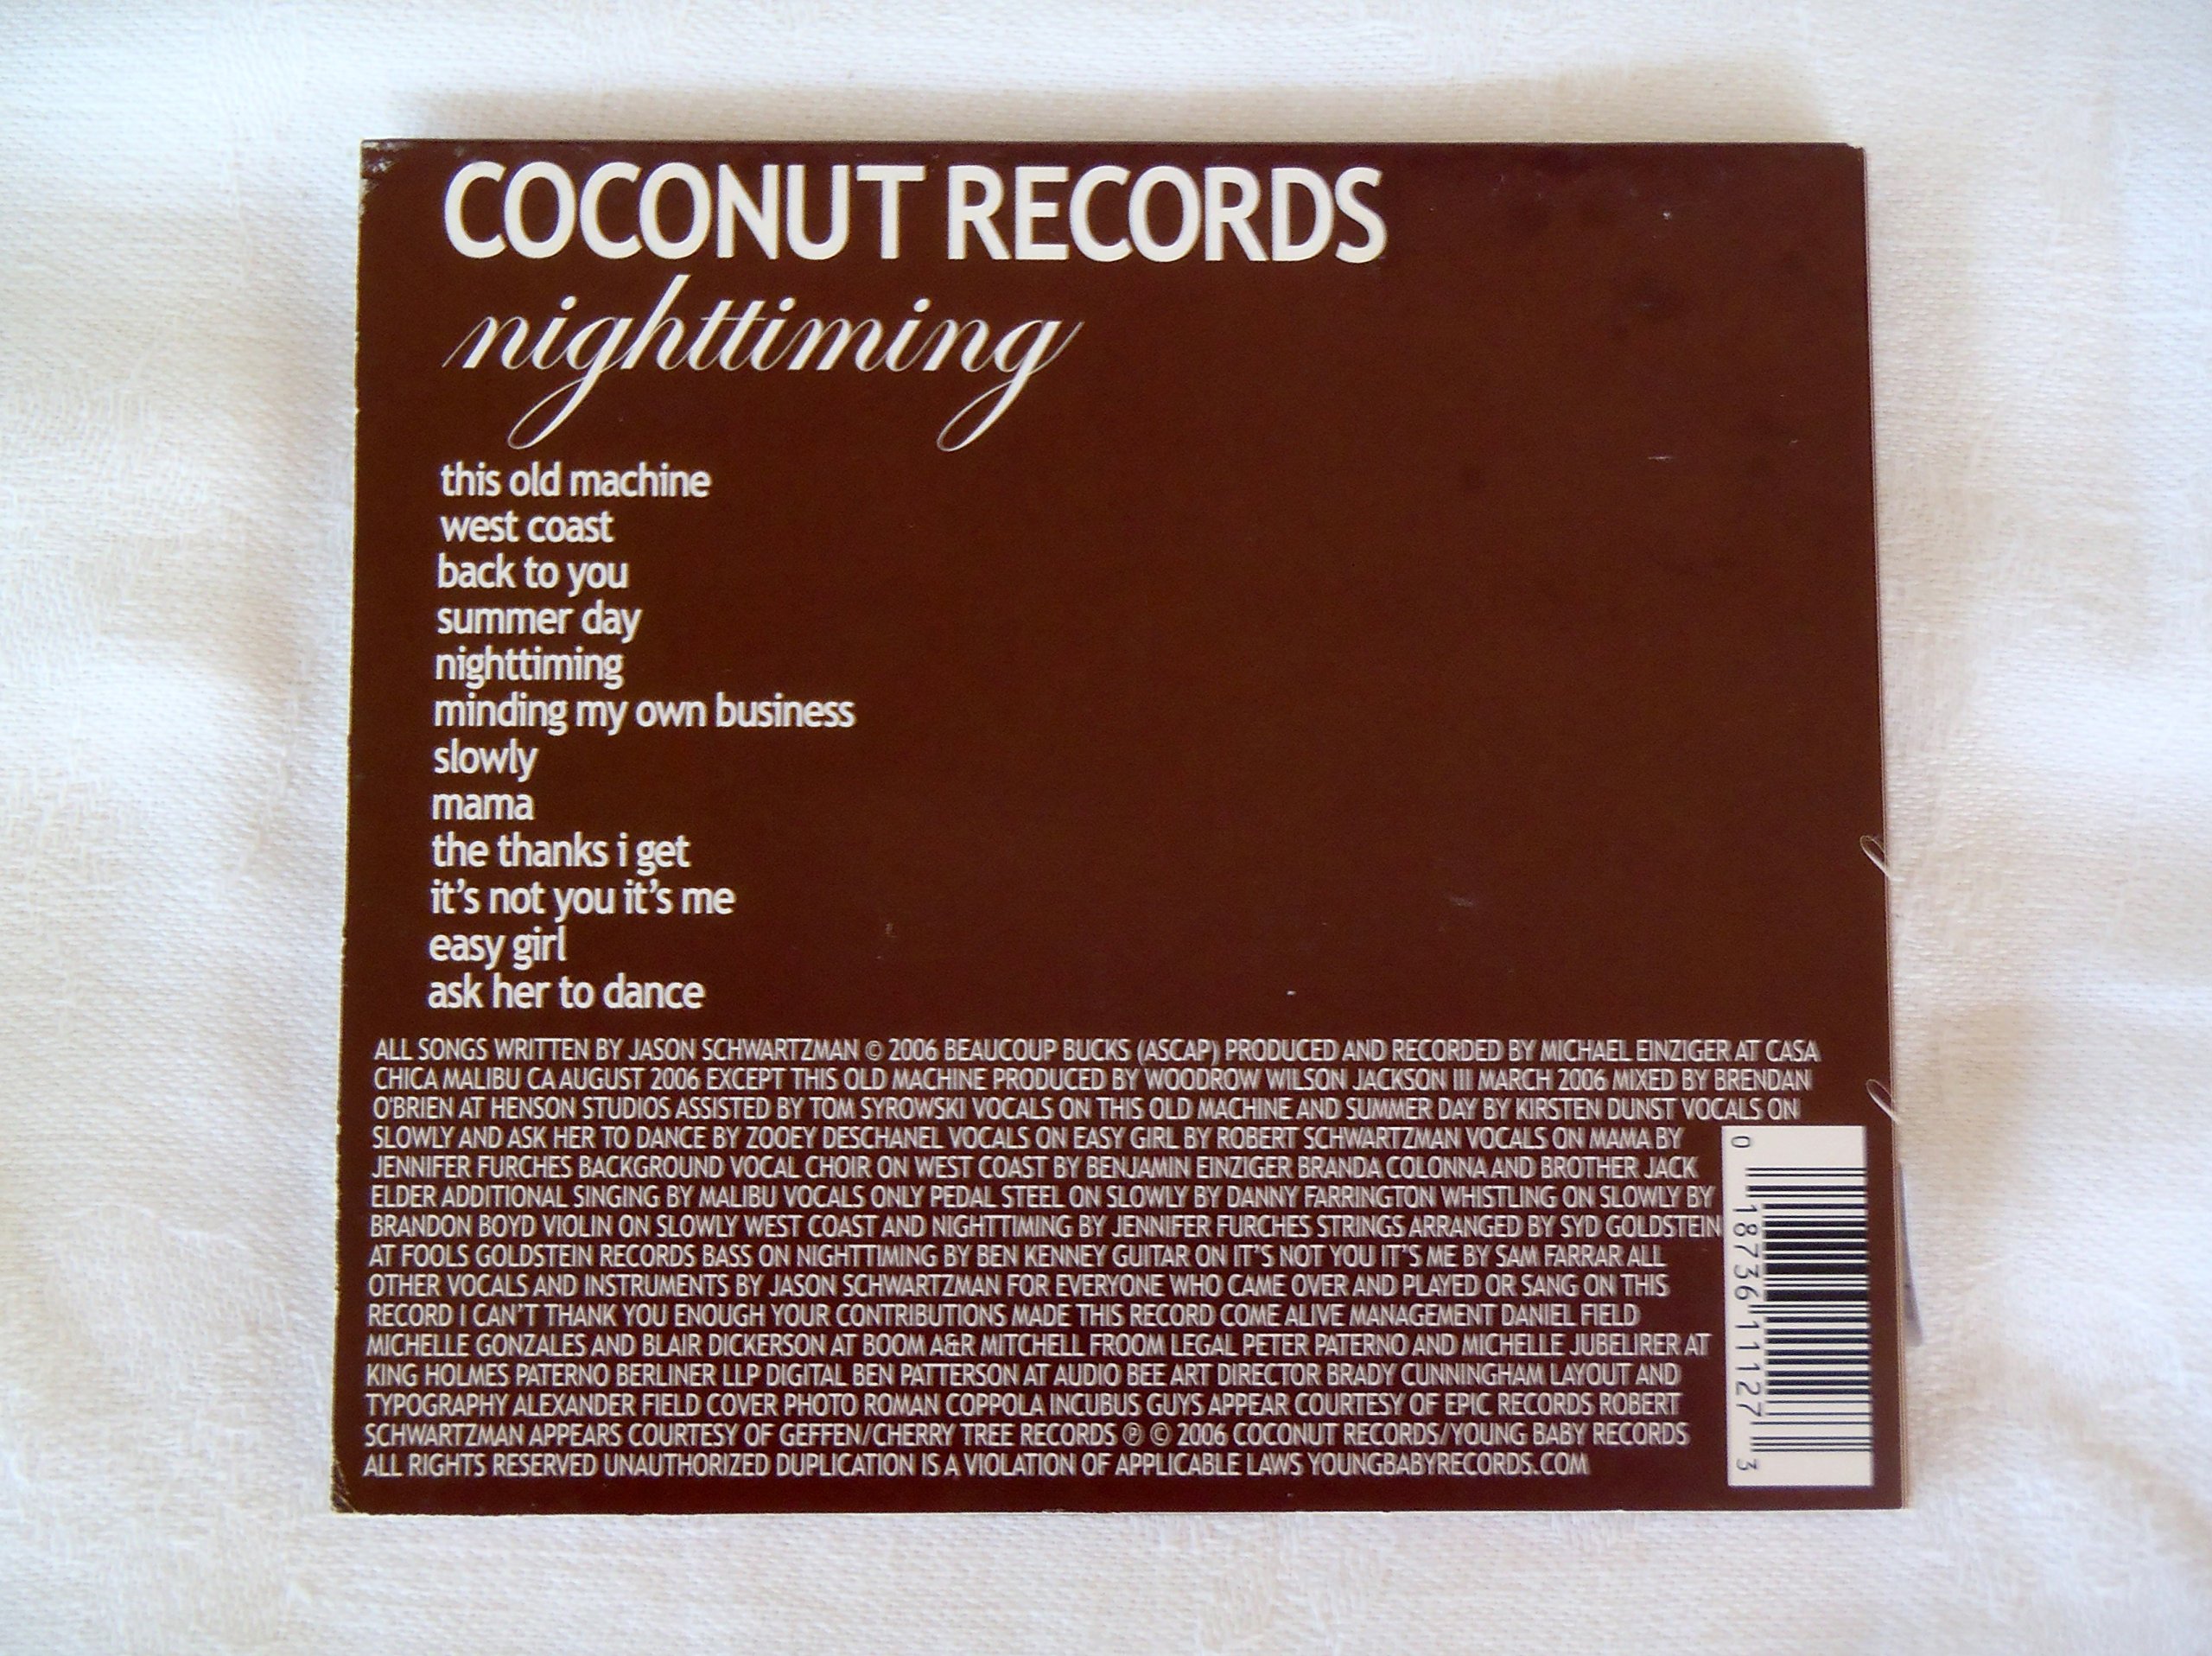 COCONUT RECORDS
nighttiming
this old machine
west coast
back to you
summer day
nighttiming
minding my own business
slowly
mama
the thanks i get
it's not you it's me
easy girl
ask her to dance
ALL SONGS WRITTEN BY JASON SCHWARTZMAN © 2006 BEAUCOUP BUCKS (ASCAP) PRODUCED AND RECORDED BY MICHAEL EINZIGER AT CASA
CHICA MALIBU CA AUGUST 2006 EXCEPT THIS OLD MACHINE PRODUCED BY WOODROW WILSON JACKSON III MARCH 2006 MIXED BY BRENDAN
O'BRIEN AT HENSON STUDIOS ASSISTED BY TOM SYROWSKI VOCALS ON THIS OLD MACHINE AND SUMMER DAY BY KIRSTEN DUNST VOCALS ON
SLOWLY AND ASK HER TO DANCE BY ZOOEY DESCHANEL VOCALS ON EASY GIRL BY ROBERT SCHWARTZMAN VOCALS ON MAMA BY
JENNIFER FURCHES BACKGROUND VOCAL CHOIR ON WEST COAST BY BENJAMIN EINZIGER BRANDA COLONNA AND BROTHER JACK
ELDER ADDITIONAL SINGING BY MALIBU VOCALS ONLY PEDAL STEEL ON SLOWLY BY DANNY FARRINGTON WHISTLING ON SLOWLY BY
BRANDON BOYD VIOLIN ON SLOWLY WEST COAST AND NIGHTTIMING BY JENNIFER FURCHES STRINGS ARRANGED BY SYD GOLDSTEIN
AT FOOLS GOLDSTEIN RECORDS BASS ON NIGHTTIMING BY BEN KENNEY GUITAR ON IT'S NOT YOU IT'S ME BY SAM FARRAR ALL
OTHER VOCALS AND INSTRUMENTS BY JASON SCHWARTZMAN FOR EVERYONE WHO CAME OVER AND PLAYED OR SANG ON THIS
RECORD I CAN'T THANK YOU ENOUGH YOUR CONTRIBUTIONS MADE THIS RECORD COME ALIVE MANAGEMENT DANIEL FIELD
MICHELLE GONZALES AND BLAIR DICKERSON AT BOOM A&R MITCHELL FROOM LEGAL PETER PATERNO AND MICHELLE JUBELIRER AT
KING HOLMES PATERNO BERLINER LLP DIGITAL BEN PATTERSON AT AUDIO BEE ART DIRECTOR BRADY CUNNINGHAM LAYOUT AND
TYPOGRAPHY ALEXANDER FIELD COVER PHOTO ROMAN COPPOLA INCUBUS GUYS APPEAR COURTESY OF EPIC RECORDS ROBERT
SCHWARTZMAN APPEARS COURTESY OF GEFFEN/CHERRY TREE RECORDS ℗ © 2006 COCONUT RECORDS/YOUNG BABY RECORDS
ALL RIGHTS RESERVED UNAUTHORIZED DUPLICATION IS A VIOLATION OF APPLICABLE LAWS YOUNGBABYRECORDS.COM
0 18736 11127 3